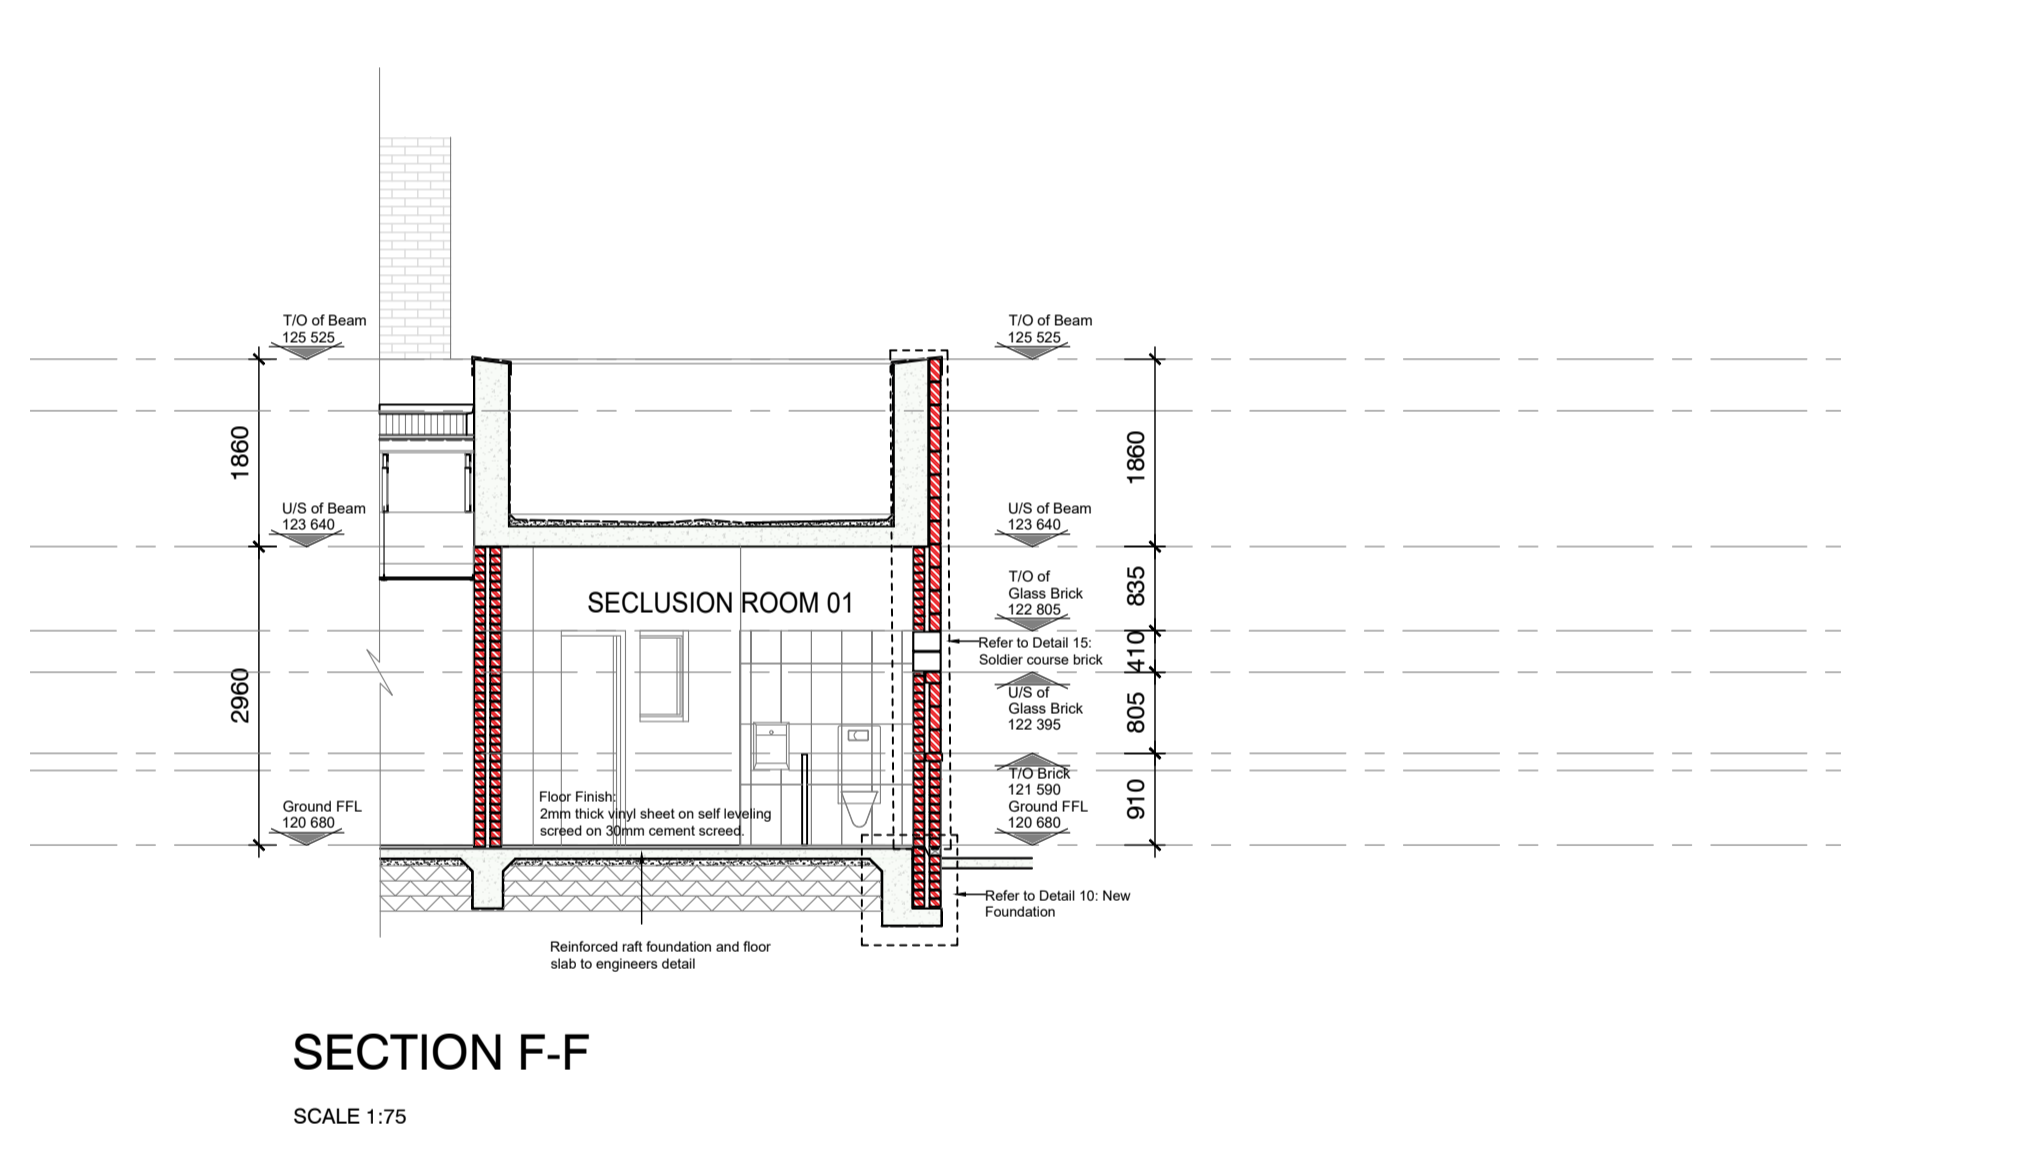 T/O of Beam
125 525
T/O of Beam
125 525
1860
1860
U/S of Beam
123 640
U/S of Beam
123 640
T/O of
Glass Brick
122 805
835
SECLUSION ROOM 01
Refer to Detail 15:
Soldier course brick
410
2960
U/S of
Glass Brick
122 395
805
T/O Brick
121 590
910
Ground FFL
120 680
Ground FFL
120 680
Floor Finish:
2mm thick vinyl sheet on self leveling
screed on 30mm cement screed.
Refer to Detail 10: New
Foundation
Reinforced raft foundation and floor
slab to engineers detail
SECTION F-F
SCALE 1:75